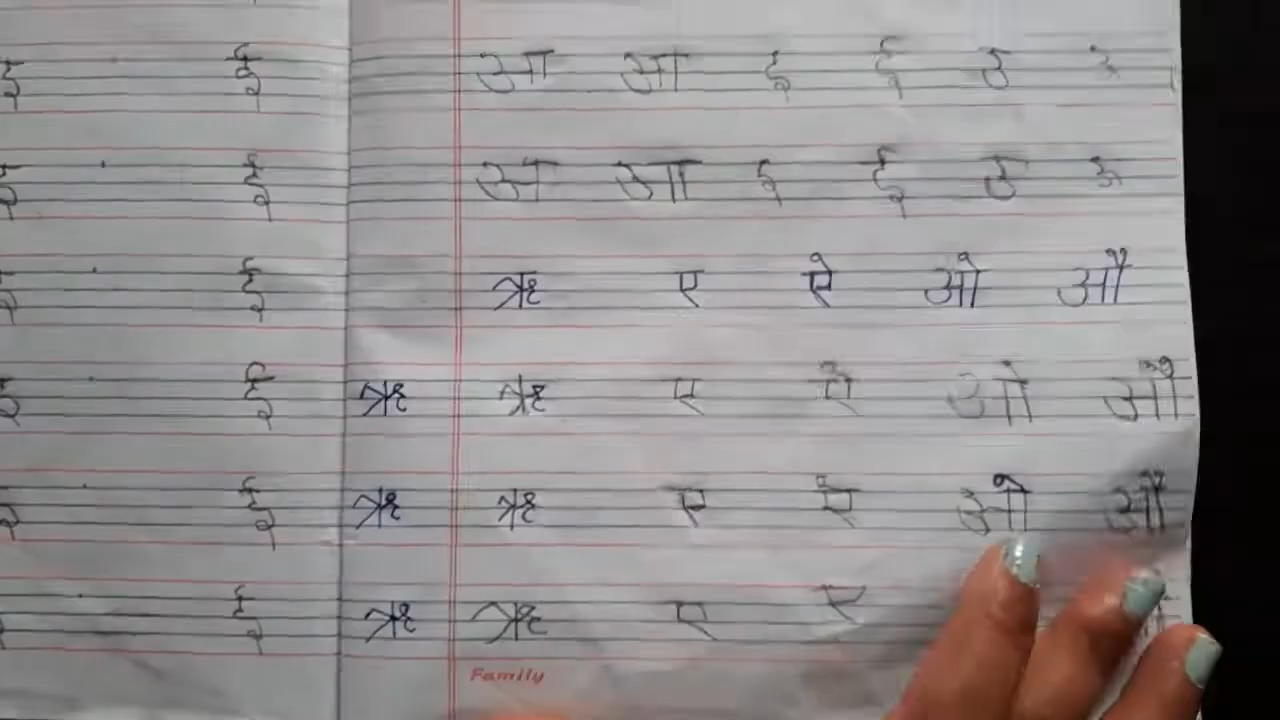 ई ई अा आ इ ई उ ऊ
ई ई अ आ इ ई उ ऊ
ई ई ऋ ए ऐ ओ औ
ई ई ऋ ऋ ए ऐ ओ औ
ई ई ऋ ऋ ए ऐ ओ औ
ई ऋ ऋ ए ए
Family